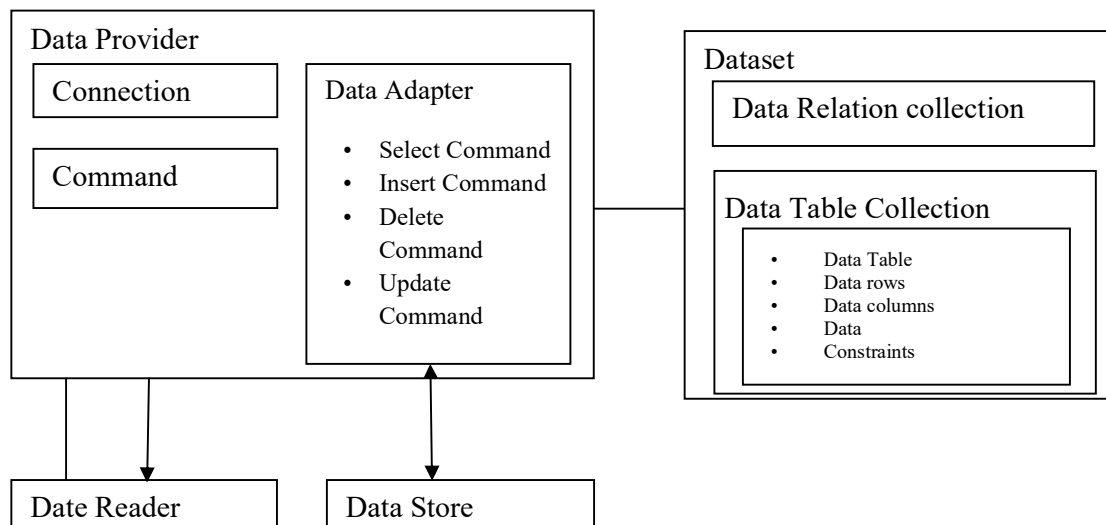 Data Provider
Connection
Command
Data Adapter
• Select Command
• Insert Command
• Delete
Command
• Update
Command
Dataset
Data Relation collection
Data Table Collection
• Data Table
• Data rows
• Data columns
• Data
• Constraints
Date Reader
Data Store